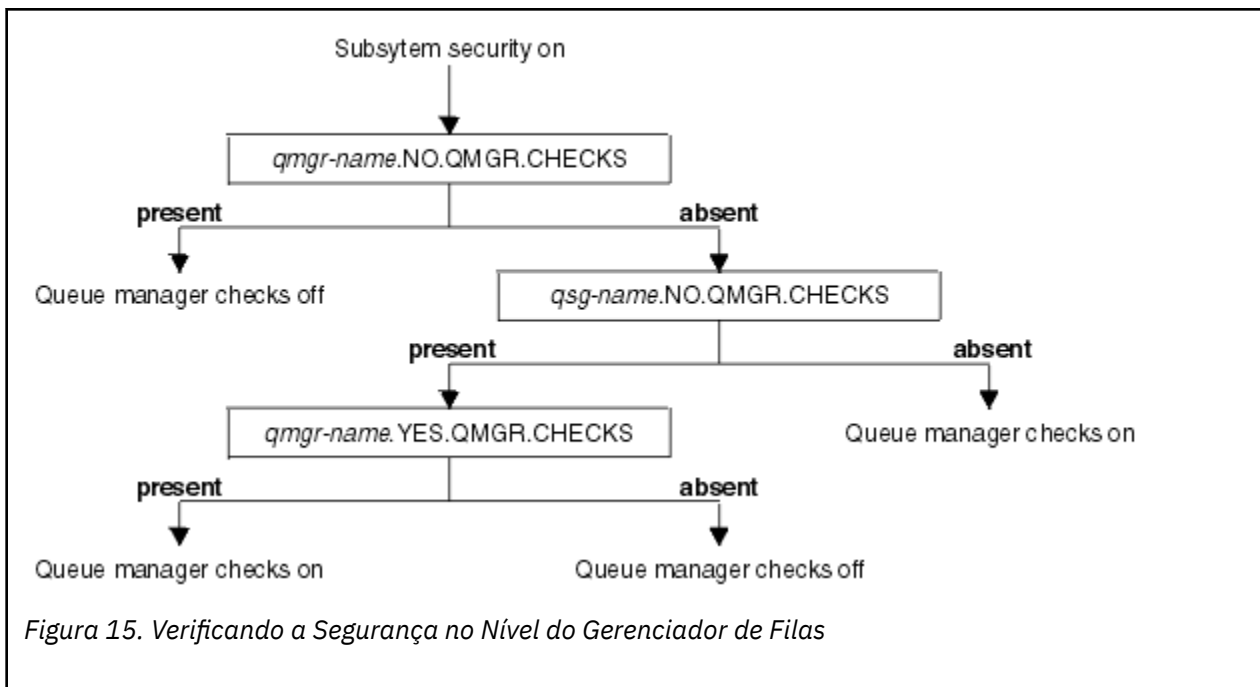 Subsytem security on
qmgr-name.NO.QMGR.CHECKS
present
absent
Queue manager checks off
qsg-name.NO.QMGR.CHECKS
present
absent
qmgr-name.YES.QMGR.CHECKS
Queue manager checks on
present
absent
Queue manager checks on
Queue manager checks off
Figura 15. Verificando a Segurança no Nível do Gerenciador de Filas